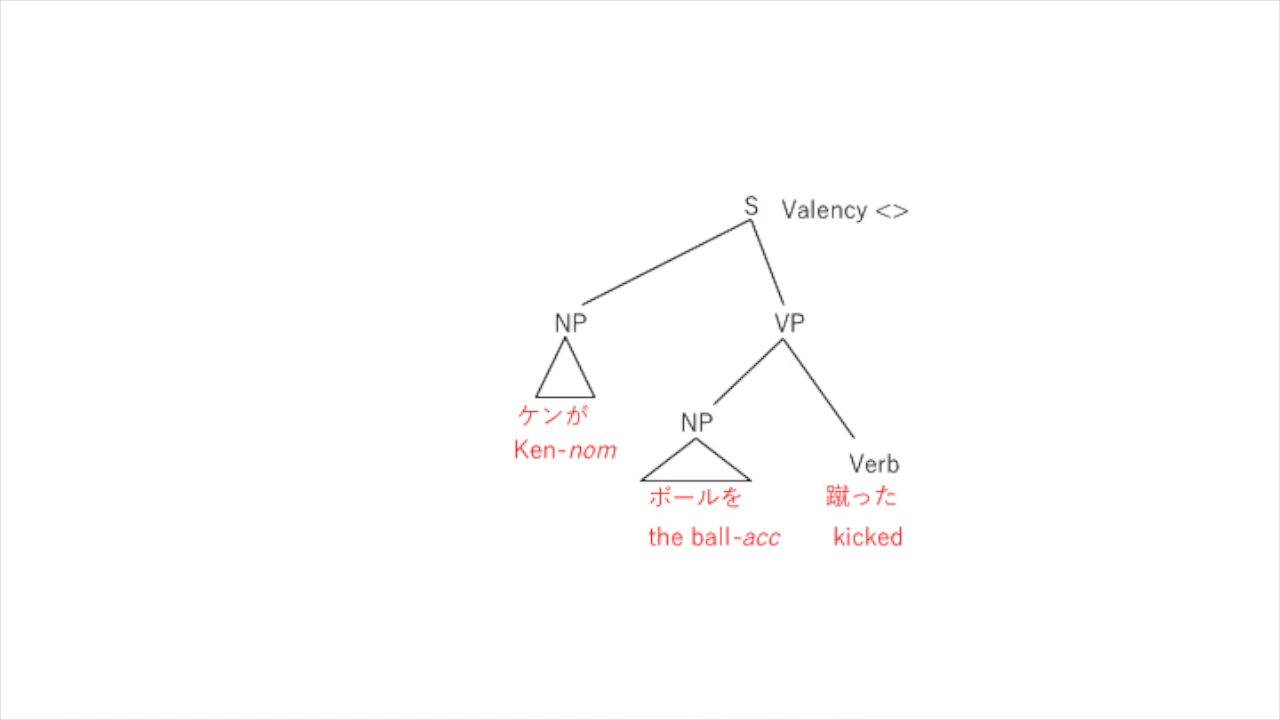 S Valency <>
NP VP
ケンが
Ken-nom
NP
Verb
ボールを 蹴った
the ball-acc kicked